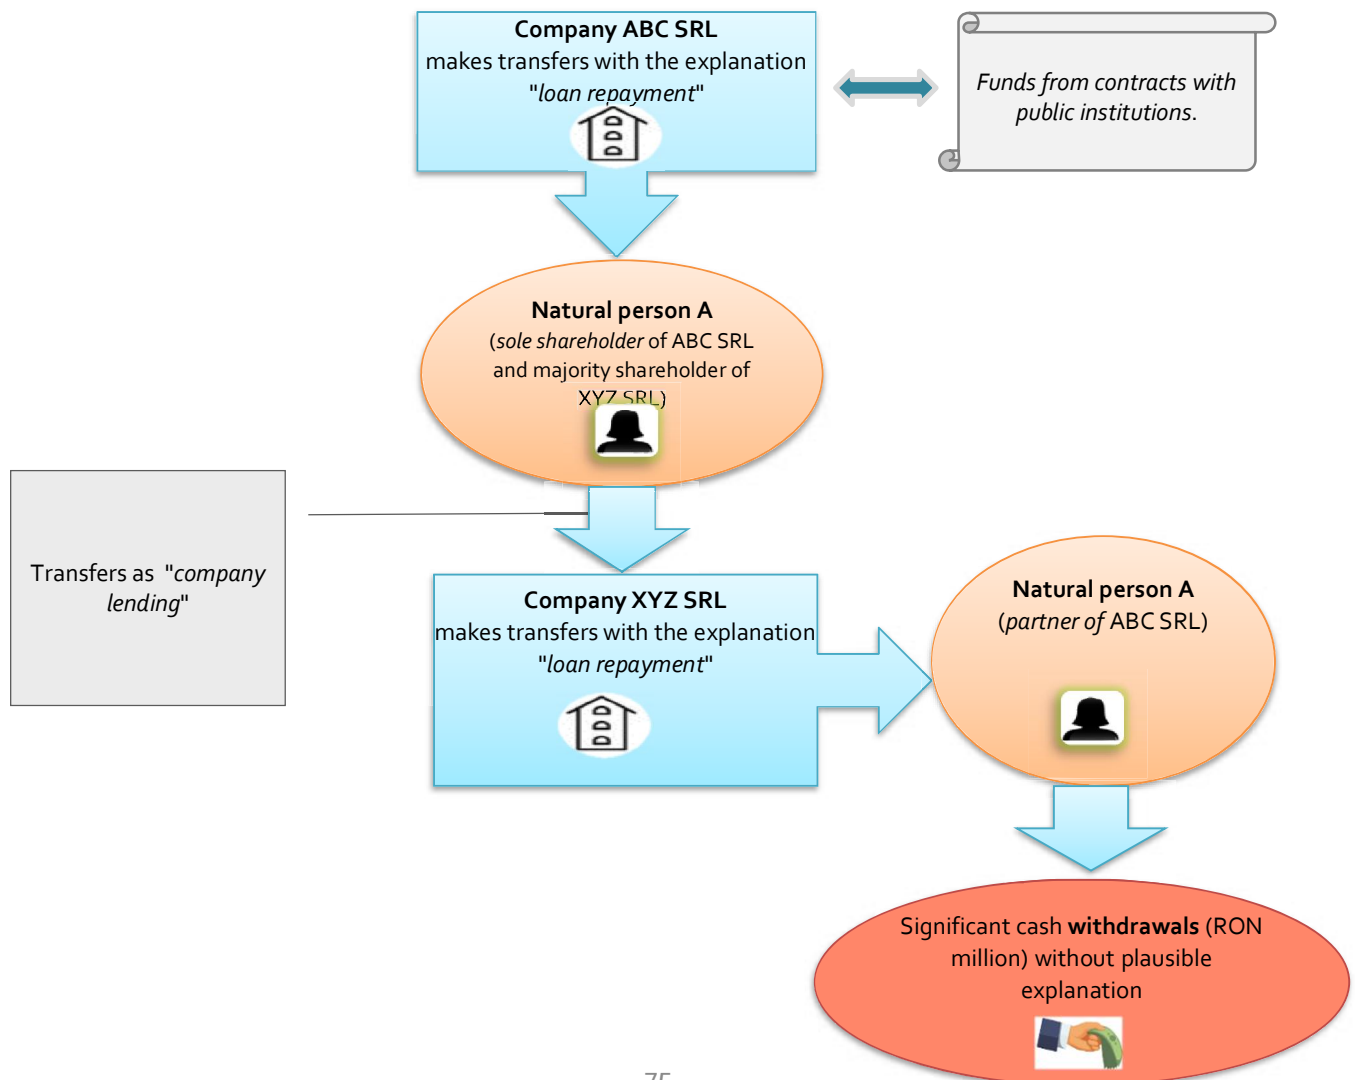 Company ABC SRL
makes transfers with the explanation
"loan repayment"
Funds from contracts with
public institutions.
Natural person A
(sole shareholder of ABC SRL
and majority shareholder of
XYZ SRL)
Transfers as "company
lending"
Company XYZ SRL
makes transfers with the explanation
"loan repayment"
Natural person A
(partner of ABC SRL)
Significant cash withdrawals (RON
million) without plausible
explanation
75